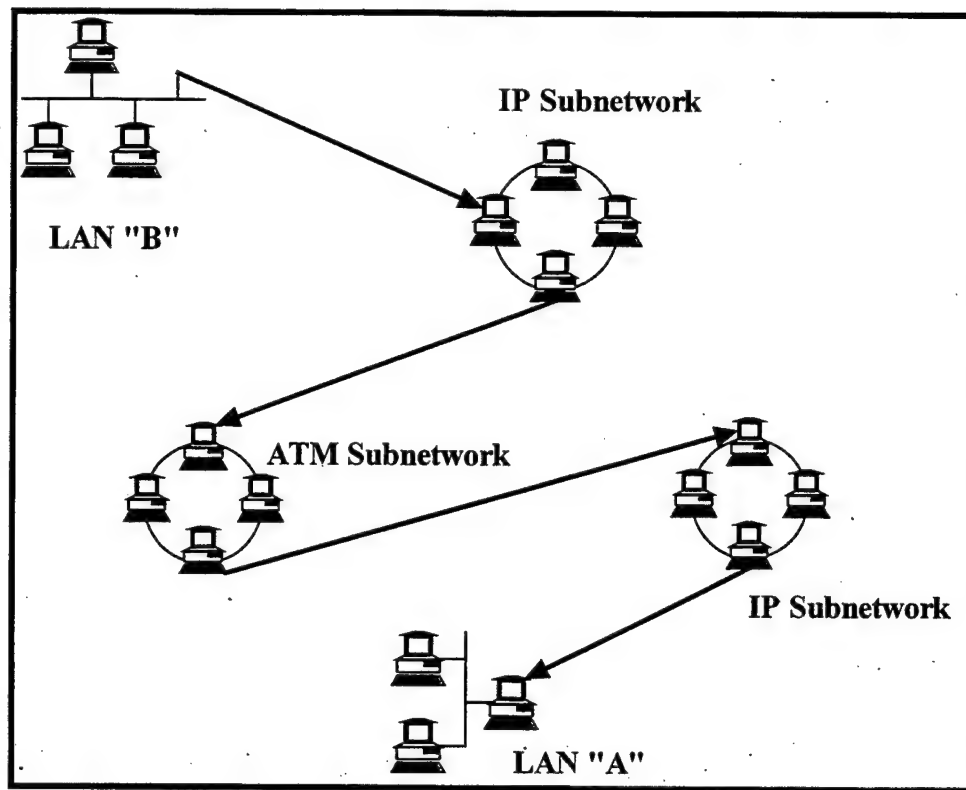 IP Subnetwork
LAN "B"
ATM Subnetwork
IP Subnetwork
LAN "A"